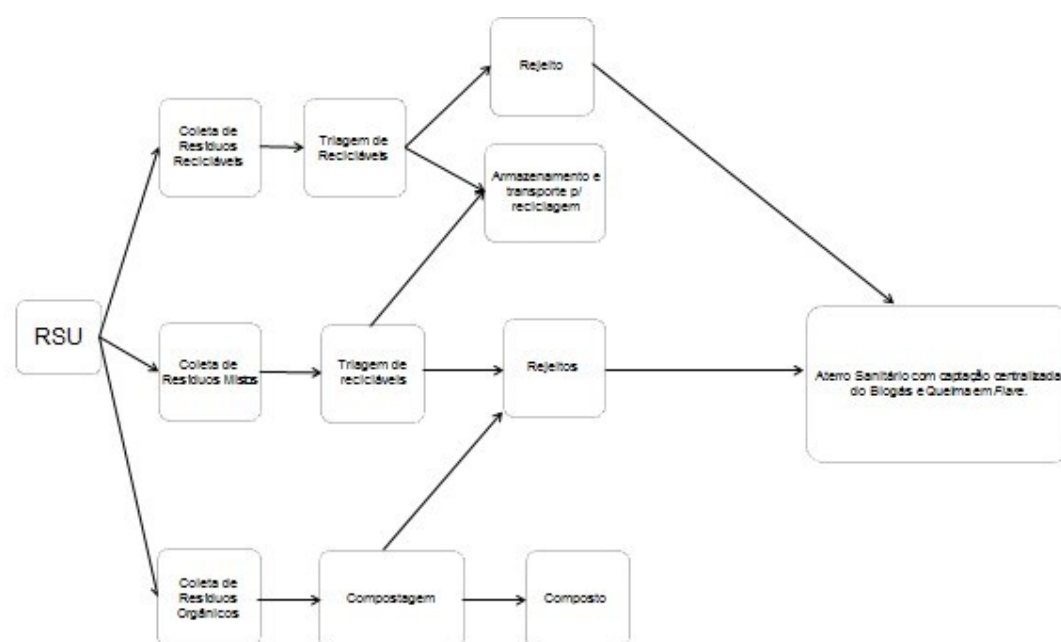 Rejeito
Coleta de
Resíduos
Recicláveis
Triagem de
Recicláveis
Armazenamento e
transporte p/
reciclagem
RSU
Coleta de
Resíduos Mistos
Triagem de
recicláveis
Rejeitos
Aterro Sanitário com captação centralizada
do Biogás e Queima em Flare.
Coleta de
Resíduos
Orgânicos
Compostagem
Composto